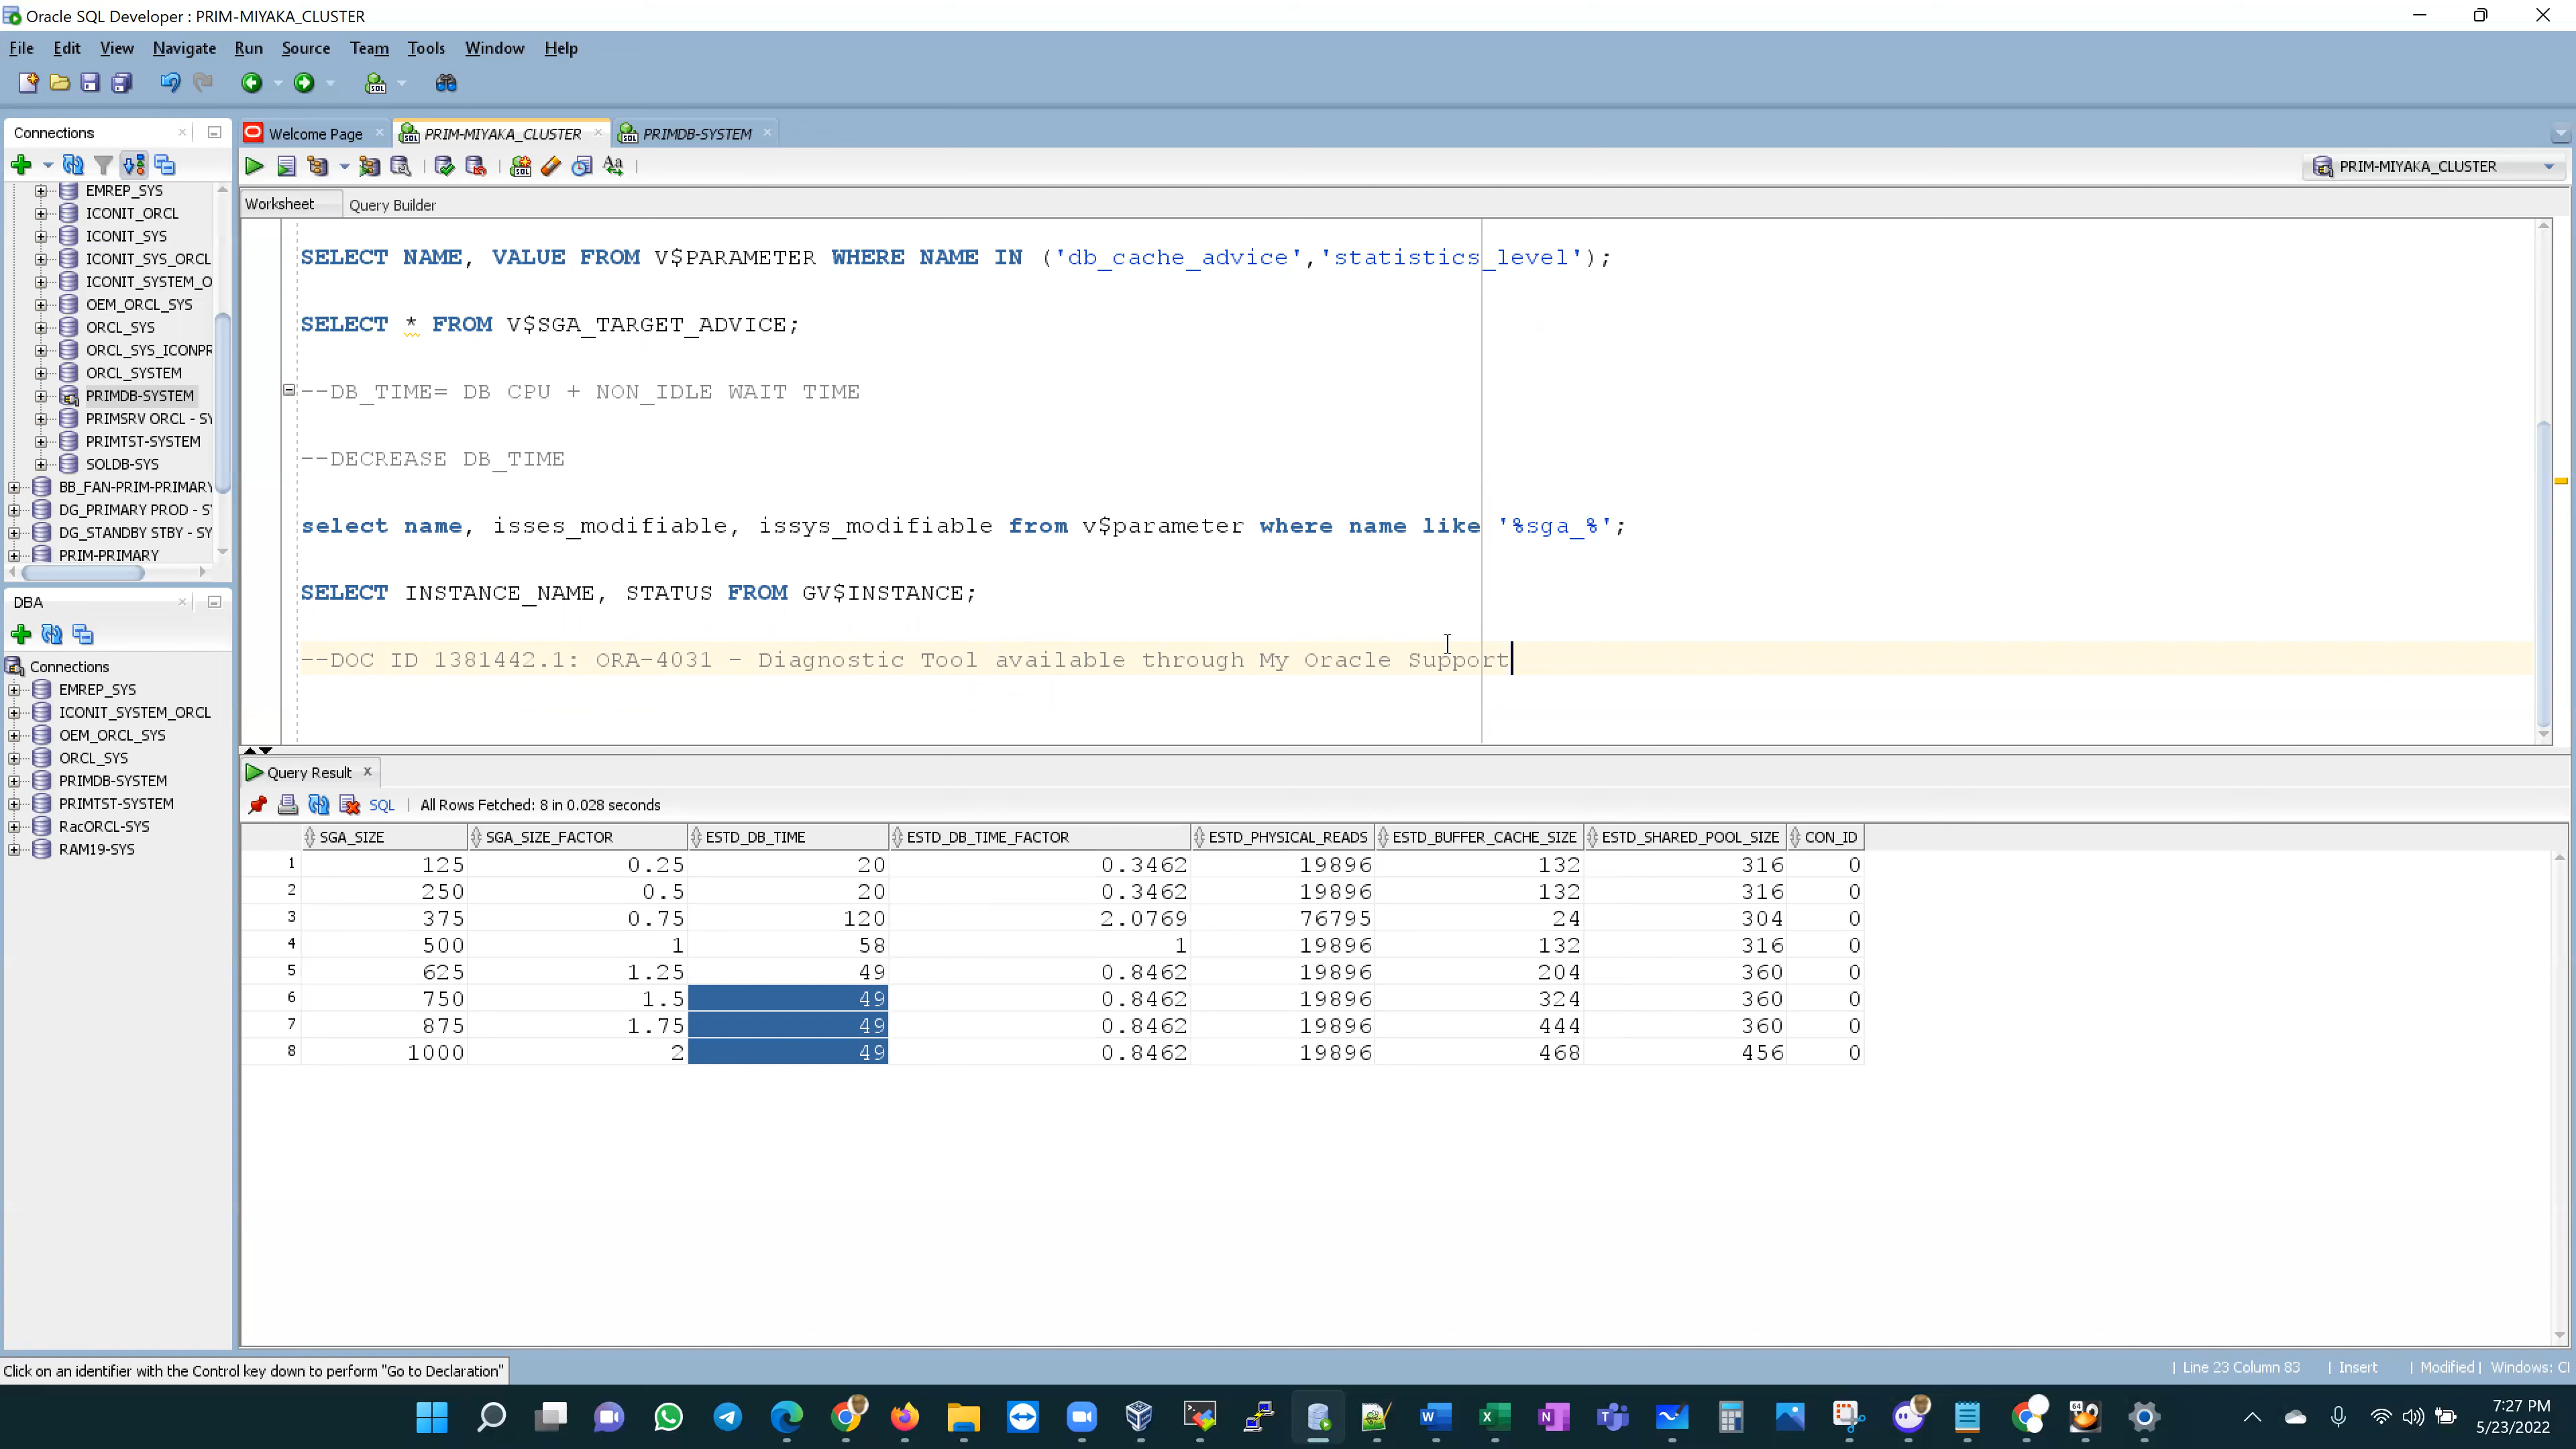 Oracle SQL Developer : PRIM-MIYAKA_CLUSTER
File Edit View Navigate Run Source Team Tools Window Help
Connections
Welcome Page
PRIM-MIYAKA_CLUSTER
PRIMDB-SYSTEM
PRIM-MIYAKA_CLUSTER
Worksheet Query Builder
EMREP_SYS
ICONIT_ORCL
ICONIT_SYS
ICONIT_SYS_ORCL
ICONIT_SYSTEM_O
OEM_ORCL_SYS
ORCL_SYS
ORCL_SYS_ICONPR
ORCL_SYSTEM
PRIMDB-SYSTEM
PRIMSRV ORCL - SY
PRIMTST-SYSTEM
SOLDB-SYS
BB_FAN-PRIM-PRIMARY
DG_PRIMARY PROD - S
DG_STANDBY STBY - SY
PRIM-PRIMARY
DBA
Connections
EMREP_SYS
ICONIT_SYSTEM_ORCL
OEM_ORCL_SYS
ORCL_SYS
PRIMDB-SYSTEM
PRIMTST-SYSTEM
RacORCL-SYS
RAM19-SYS
SELECT NAME, VALUE FROM V$PARAMETER WHERE NAME IN ('db_cache_advice','statistics_level');
SELECT * FROM V$SGA_TARGET_ADVICE;
--DB_TIME= DB CPU + NON_IDLE WAIT TIME
--DECREASE DB_TIME
select name, isses_modifiable, issys_modifiable from v$parameter where name like '%sga_%';
SELECT INSTANCE_NAME, STATUS FROM GV$INSTANCE;
--DOC ID 1381442.1: ORA-4031 - Diagnostic Tool available through My Oracle Support
Query Result
SQL | All Rows Fetched: 8 in 0.028 seconds
SGA_SIZE SGA_SIZE_FACTOR ESTD_DB_TIME ESTD_DB_TIME_FACTOR ESTD_PHYSICAL_READS ESTD_BUFFER_CACHE_SIZE ESTD_SHARED_POOL_SIZE CON_ID
1 125 0.25 20 0.3462 19896 132 316 0
2 250 0.5 20 0.3462 19896 132 316 0
3 375 0.75 120 2.0769 76795 24 304 0
4 500 1 58 1 19896 132 316 0
5 625 1.25 49 0.8462 19896 204 360 0
6 750 1.5 49 0.8462 19896 324 360 0
7 875 1.75 49 0.8462 19896 444 360 0
8 1000 2 49 0.8462 19896 468 456 0
Click on an identifier with the Control key down to perform "Go to Declaration"
| Line 23 Column 83 | Insert | Modified | Windows: Cl
7:27 PM
5/23/2022